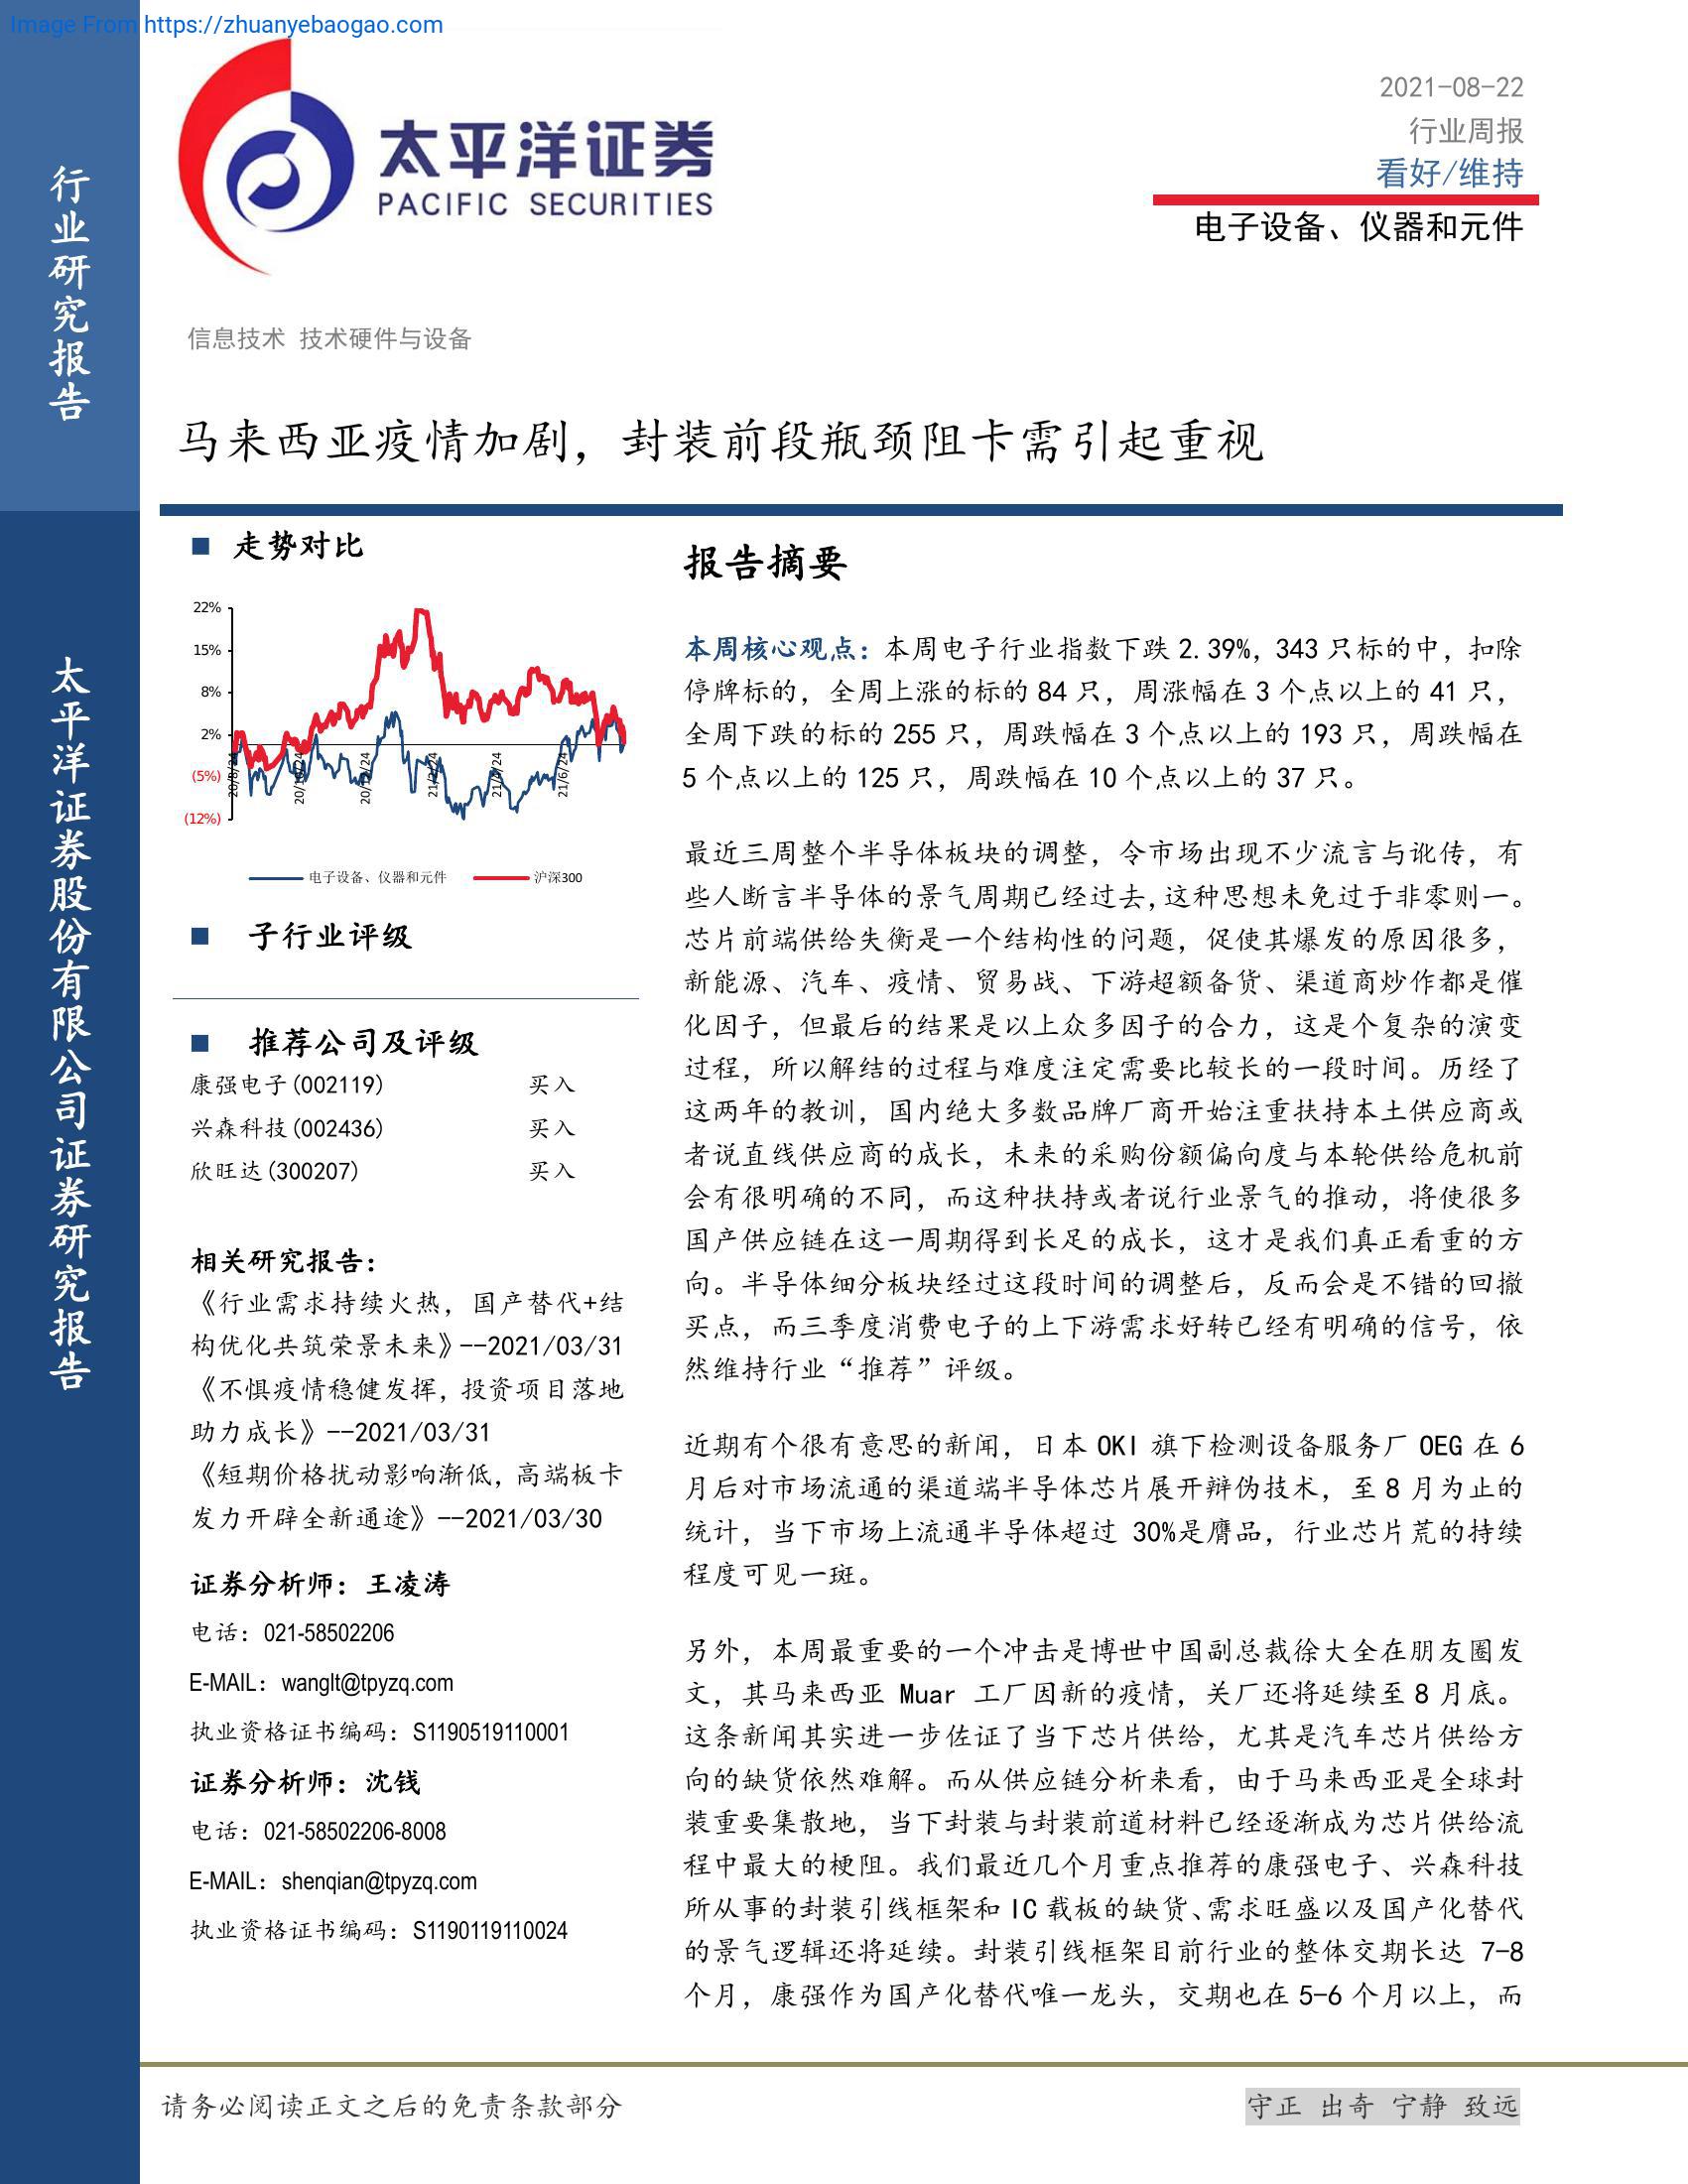 Image From https://zhuanyebaogao.com
行业研究报告
太平洋证券股份有限公司证券研究报告
太平洋证券
PACIFIC SECURITIES
2021-08-22
行业周报
看好/维持
电子设备、仪器和元件
信息技术 技术硬件与设备
马来西亚疫情加剧，封装前段瓶颈阻卡需引起重视
走势对比
22%
15%
8%
2%
(5%)
(12%)
20/8/24
20/10/24
20/12/24
21/2/24
21/4/24
21/6/24
电子设备、仪器和元件 沪深300
子行业评级
推荐公司及评级
康强电子(002119) 买入
兴森科技(002436) 买入
欣旺达(300207) 买入
相关研究报告：
《行业需求持续火热，国产替代+结
构优化共筑荣景未来》--2021/03/31
《不惧疫情稳健发挥，投资项目落地
助力成长》--2021/03/31
《短期价格扰动影响渐低，高端板卡
发力开辟全新通途》--2021/03/30
证券分析师：王凌涛
电话：021-58502206
E-MAIL：wanglt@tpyzq.com
执业资格证书编码：S1190519110001
证券分析师：沈钱
电话：021-58502206-8008
E-MAIL：shenqian@tpyzq.com
执业资格证书编码：S1190119110024
报告摘要
本周核心观点：本周电子行业指数下跌 2.39%，343 只标的中，扣除
停牌标的，全周上涨的标的 84 只，周涨幅在 3 个点以上的 41 只，
全周下跌的标的 255 只，周跌幅在 3 个点以上的 193 只，周跌幅在
5 个点以上的 125 只，周跌幅在 10 个点以上的 37 只。
最近三周整个半导体板块的调整，令市场出现不少流言与讹传，有
些人断言半导体的景气周期已经过去，这种思想未免过于非零则一。
芯片前端供给失衡是一个结构性的问题，促使其爆发的原因很多，
新能源、汽车、疫情、贸易战、下游超额备货、渠道商炒作都是催
化因子，但最后的结果是以上众多因子的合力，这是个复杂的演变
过程，所以解结的过程与难度注定需要比较长的一段时间。历经了
这两年的教训，国内绝大多数品牌厂商开始注重扶持本土供应商或
者说直线供应商的成长，未来的采购份额偏向度与本轮供给危机前
会有很明确的不同，而这种扶持或者说行业景气的推动，将使很多
国产供应链在这一周期得到长足的成长，这才是我们真正看重的方
向。半导体细分板块经过这段时间的调整后，反而会是不错的回撤
买点，而三季度消费电子的上下游需求好转已经有明确的信号，依
然维持行业“推荐”评级。
近期有个很有意思的新闻，日本 OKI 旗下检测设备服务厂 OEG 在 6
月后对市场流通的渠道端半导体芯片展开辩伪技术，至 8 月为止的
统计，当下市场上流通半导体超过 30%是赝品，行业芯片荒的持续
程度可见一斑。
另外，本周最重要的一个冲击是博世中国副总裁徐大全在朋友圈发
文，其马来西亚 Muar 工厂因新的疫情，关厂还将延续至 8 月底。
这条新闻其实进一步佐证了当下芯片供给，尤其是汽车芯片供给方
向的缺货依然难解。而从供应链分析来看，由于马来西亚是全球封
装重要集散地，当下封装与封装前道材料已经逐渐成为芯片供给流
程中最大的梗阻。我们最近几个月重点推荐的康强电子、兴森科技
所从事的封装引线框架和 IC 载板的缺货、需求旺盛以及国产化替代
的景气逻辑还将延续。封装引线框架目前行业的整体交期长达 7-8
个月，康强作为国产化替代唯一龙头，交期也在 5-6 个月以上，而
请务必阅读正文之后的免责条款部分
守正 出奇 宁静 致远